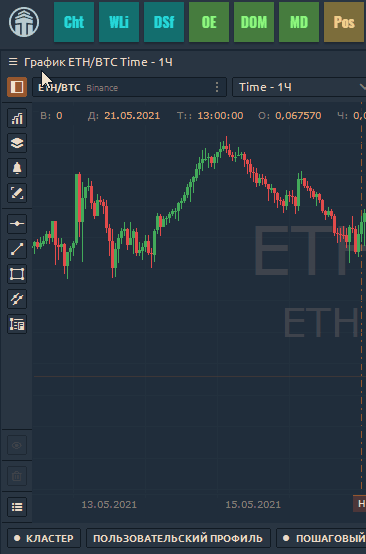 Cht WLi DSf OE DOM MD Pos
График ETH/BTC Time - 1Ч
ETH/BTC Binance Time - 1Ч
В: 0 Д: 21.05.2021 Т:: 13:00:00 О: 0,067570 Ч: 0,0
ETH
ETH
13.05.2021 15.05.2021 Н
КЛАСТЕР ПОЛЬЗОВАТЕЛЬСКИЙ ПРОФИЛЬ ПОШАГОВЫЙ